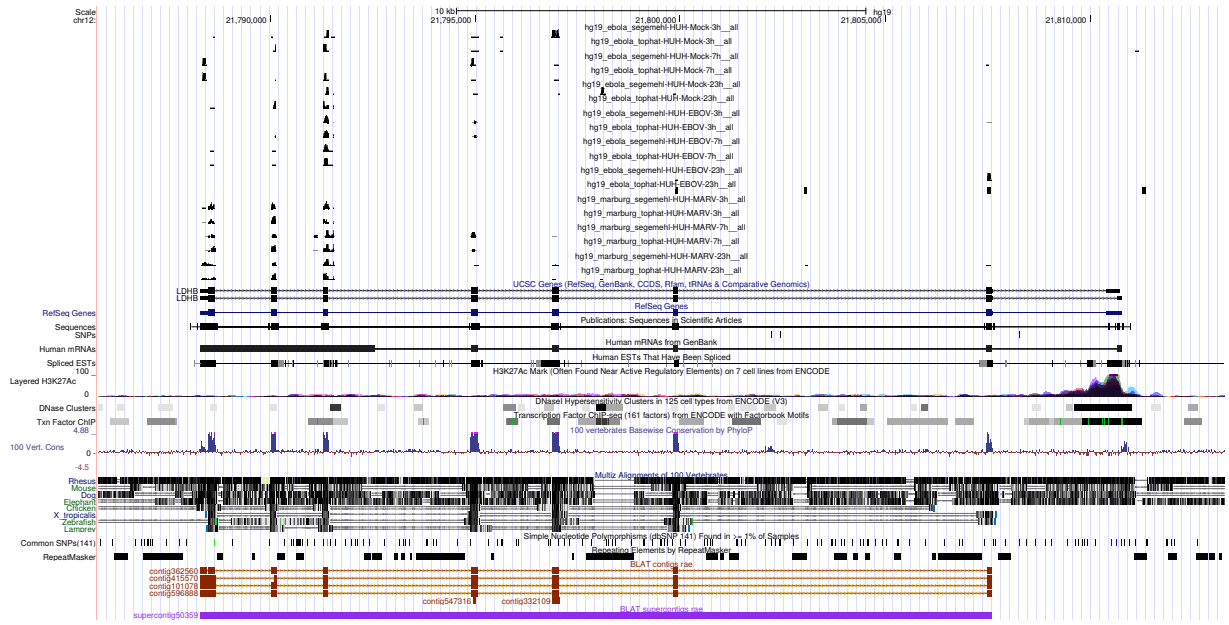 Scale 10 kb hg19
chr12: 21,790,000 21,795,000 21,800,000 21,805,000 21,810,000
hg19_ebola_segemehl-HUH-Mock-3h__all
hg19_ebola_tophat-HUH-Mock-3h__all
hg19_ebola_segemehl-HUH-Mock-7h__all
hg19_ebola_tophat-HUH-Mock-7h__all
hg19_ebola_segemehl-HUH-Mock-23h__all
hg19_ebola_tophat-HUH-Mock-23h__all
hg19_ebola_segemehl-HUH-EBOV-3h__all
hg19_ebola_tophat-HUH-EBOV-3h__all
hg19_ebola_segemehl-HUH-EBOV-7h__all
hg19_ebola_tophat-HUH-EBOV-7h__all
hg19_ebola_segemehl-HUH-EBOV-23h__all
hg19_ebola_tophat-HUH-EBOV-23h__all
hg19_marburg_segemehl-HUH-MARV-3h__all
hg19_marburg_tophat-HUH-MARV-3h__all
hg19_marburg_segemehl-HUH-MARV-7h__all
hg19_marburg_tophat-HUH-MARV-7h__all
hg19_marburg_segemehl-HUH-MARV-23h__all
hg19_marburg_tophat-HUH-MARV-23h__all
UCSC Genes (RefSeq, GenBank, CCDS, Rfam, tRNAs & Comparative Genomics)
LDHB
LDHB
RefSeq Genes
RefSeq Genes
Publications: Sequences in Scientific Articles
Sequences
SNPs
Human mRNAs from GenBank
Human mRNAs
Human ESTs That Have Been Spliced
Spliced ESTs
H3K27Ac Mark (Often Found Near Active Regulatory Elements) on 7 cell lines from ENCODE
100
Layered H3K27Ac
0
DNaseI Hypersensitivity Clusters in 125 cell types from ENCODE (V3)
DNase Clusters
Transcription Factor ChIP-seq (161 factors) from ENCODE with Factorbook Motifs
Txn Factor ChIP
100 vertebrates Basewise Conservation by PhyloP
4.88
100 Vert. Cons
0
-4.5
Multiz Alignments of 100 Vertebrates
Rhesus
Mouse
Dog
Elephant
Chicken
X_tropicalis
Zebrafish
Lamprey
Simple Nucleotide Polymorphisms (dbSNP 141) Found in >= 1% of Samples
Common SNPs(141)
Repeating Elements by RepeatMasker
RepeatMasker
BLAT contigs rae
contig362560
contig415570
contig101078
contig596888
contig547316 contig332109
BLAT supercontigs rae
supercontig50359